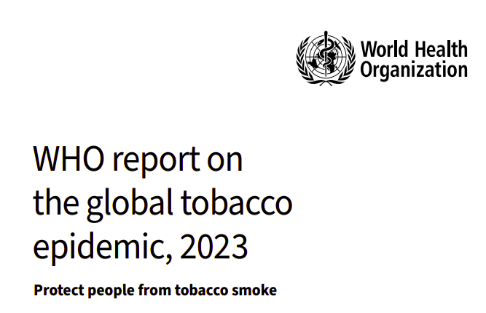 World Health
Organization
WHO report on
the global tobacco
epidemic, 2023
Protect people from tobacco smoke